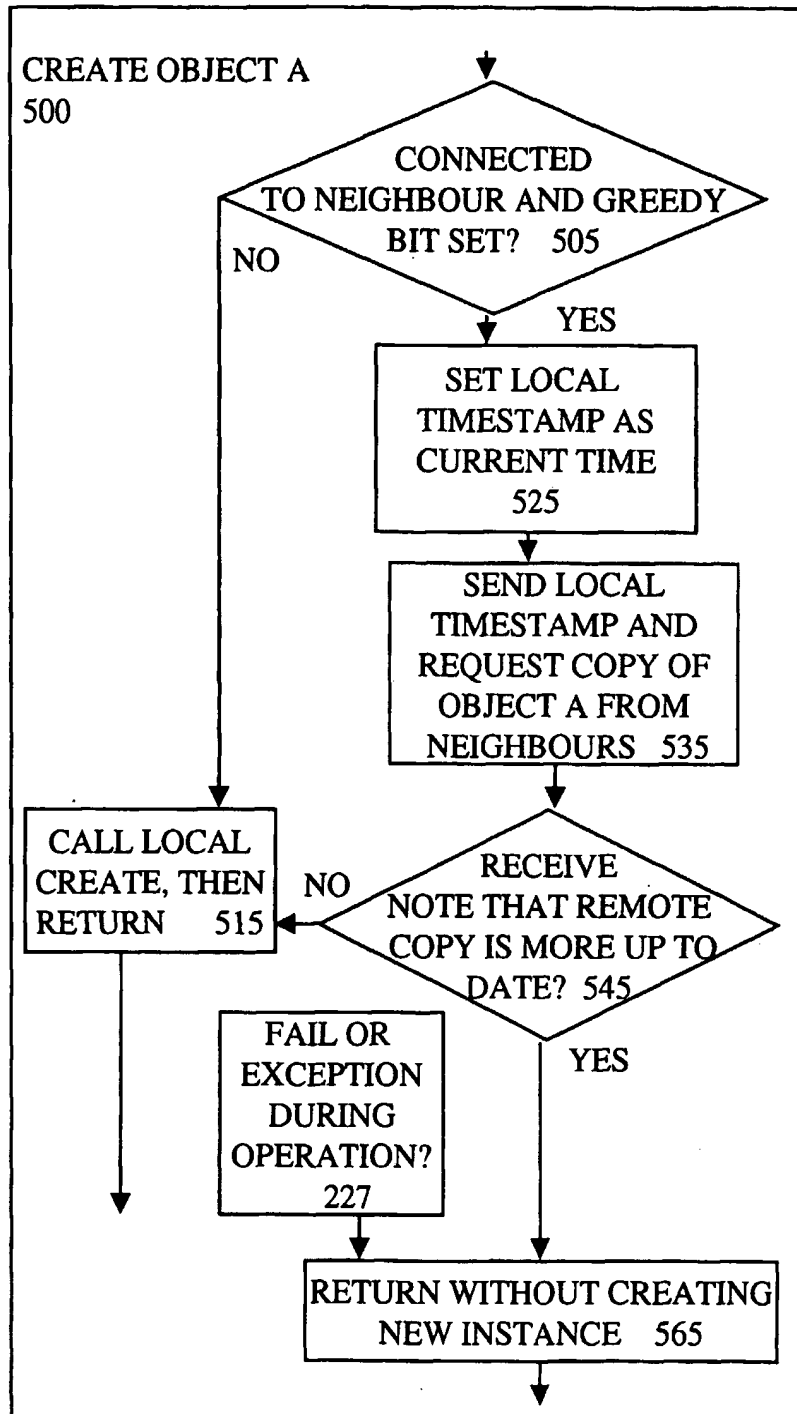 CREATE OBJECT A
500
CONNECTED
TO NEIGHBOUR AND GREEDY
BIT SET? 505
NO
YES
SET LOCAL
TIMESTAMP AS
CURRENT TIME
525
SEND LOCAL
TIMESTAMP AND
REQUEST COPY OF
OBJECT A FROM
NEIGHBOURS 535
CALL LOCAL
CREATE, THEN
RETURN 515
NO
RECEIVE
NOTE THAT REMOTE
COPY IS MORE UP TO
DATE? 545
YES
FAIL OR
EXCEPTION
DURING
OPERATION?
227
RETURN WITHOUT CREATING
NEW INSTANCE 565